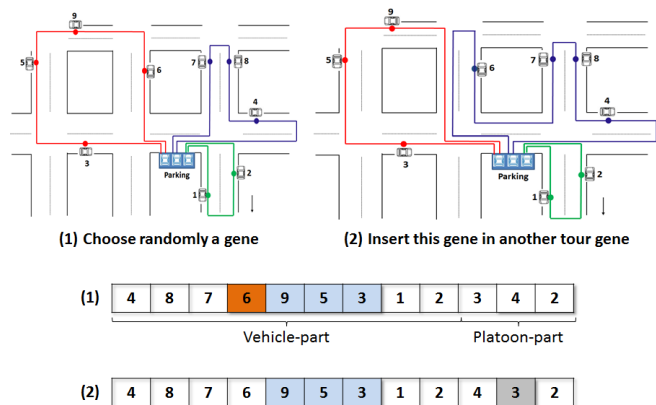 9
5
6
7
8
4
3
Parking
1
2
9
5
6
7
8
4
3
Parking
1
2
(1) Choose randomly a gene
(2) Insert this gene in another tour gene
(1) 4 8 7 6 9 5 3 1 2 3 4 2
Vehicle-part Platoon-part
(2) 4 8 7 6 9 5 3 1 2 4 3 2